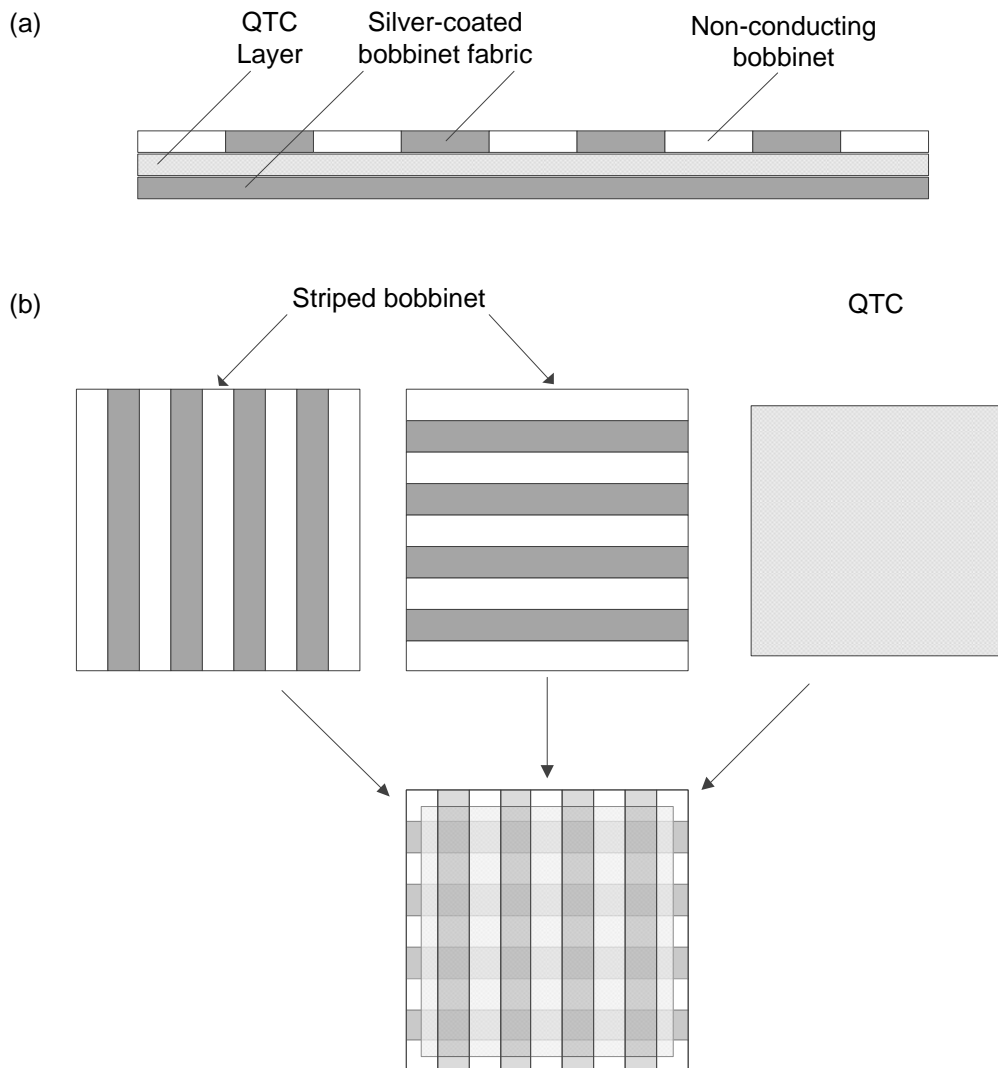 (a)
QTC
Layer
Silver-coated
bobbinet fabric
Non-conducting
bobbinet
(b)
Striped bobbinet
QTC